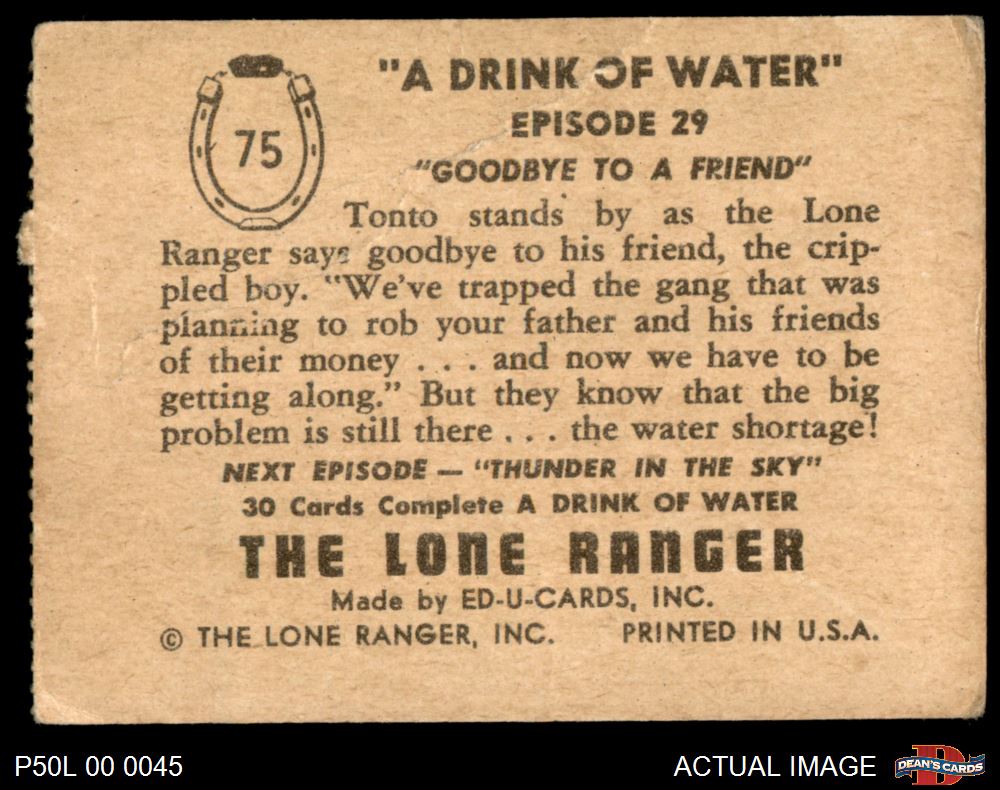 "A DRINK OF WATER"
EPISODE 29
75
"GOODBYE TO A FRIEND"
Tonto stands by as the Lone
Ranger says goodbye to his friend, the crip-
pled boy. "We've trapped the gang that was
planning to rob your father and his friends
of their money . . . and now we have to be
getting along." But they know that the big
problem is still there . . . the water shortage!
NEXT EPISODE — "THUNDER IN THE SKY"
30 Cards Complete A DRINK OF WATER
THE LONE RANGER
Made by ED-U-CARDS, INC.
© THE LONE RANGER, INC. PRINTED IN U.S.A.
P50L 00 0045
ACTUAL IMAGE
DEAN'S CARDS